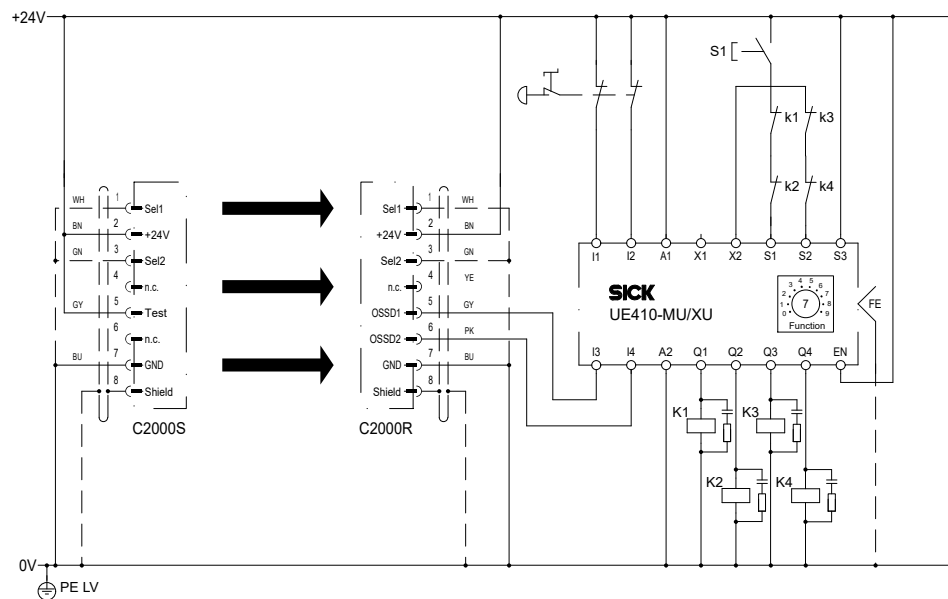 +24V
S1
k1 k3
k2 k4
WH 1 Sel1
BN 2 +24V
GN 3 Sel2
4 n.c.
GY 5 Test
6 n.c.
BU 7 GND
8 Shield
C2000S
Sel1 1 WH
+24V 2 BN
Sel2 3 GN
n.c. 4 YE
OSSD1 5 GY
OSSD2 6 PK
GND 7 BU
Shield 8
C2000R
I1 I2 A1 X1 X2 S1 S2 S3
SICK
UE410-MU/XU
0 1 2 3 4 5 6 7 8 9
7
Function
FE
I3 I4 A2 Q1 Q2 Q3 Q4 EN
K1 K3
K2 K4
0V
PE LV